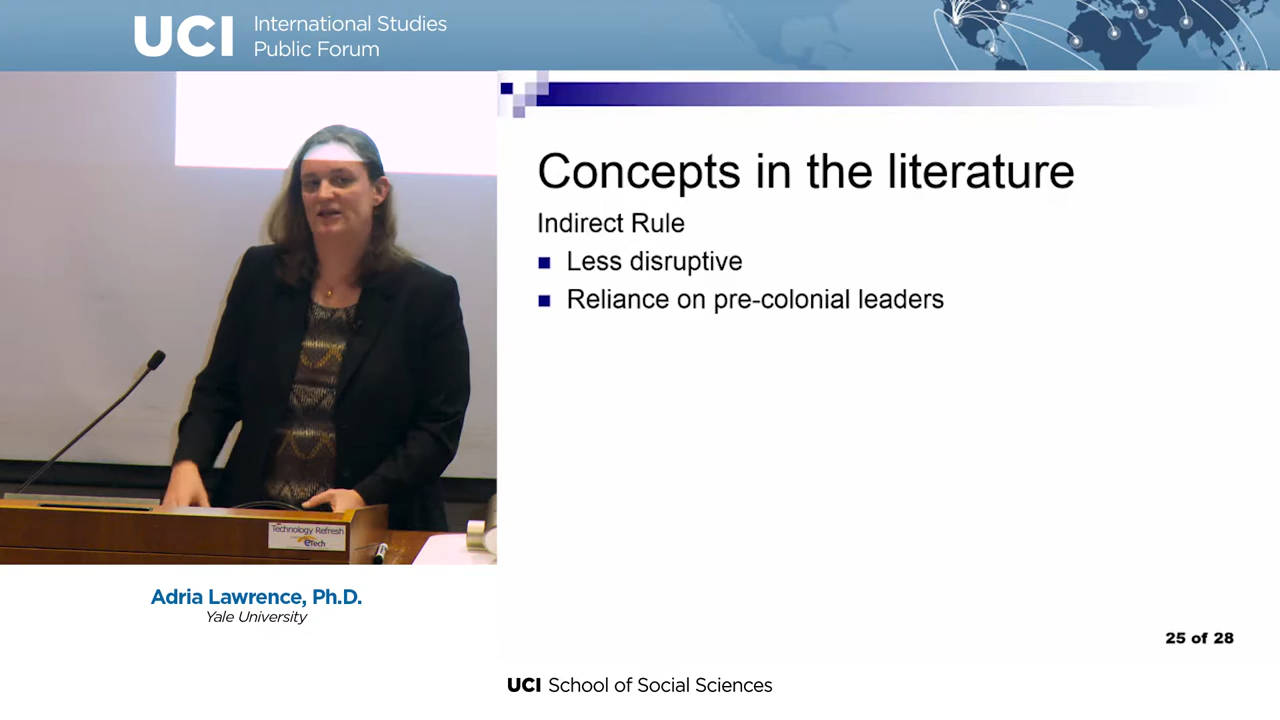 UCI
International Studies
Public Forum
Concepts in the literature
Indirect Rule
Less disruptive
Reliance on pre-colonial leaders
Technology Refresh
eTech
Adria Lawrence, Ph.D.
Yale University
25 of 28
UCI School of Social Sciences